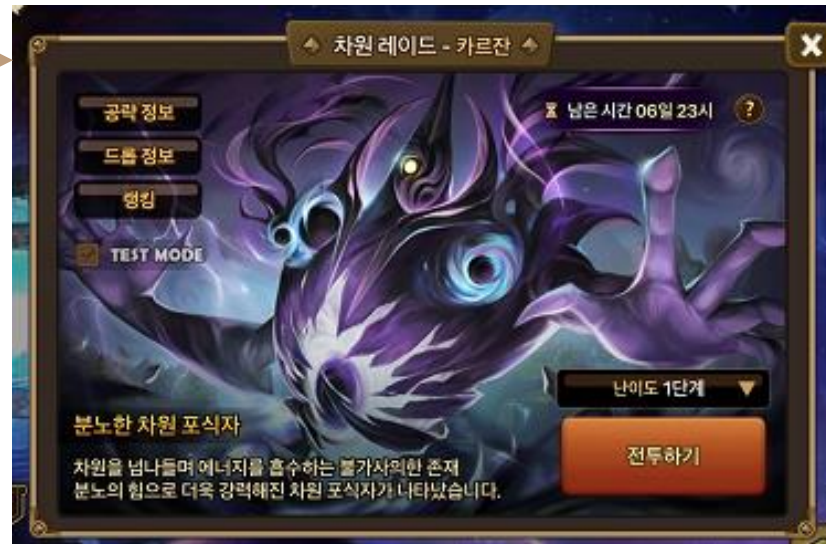 차원 레이드 - 카르잔
공략 정보
남은 시간 06일 23시
?
드롭 정보
랭킹
TEST MODE
난이도 1단계
분노한 차원 포식자
전투하기
차원을 넘나들며 에너지를 흡수하는 불가사의한 존재
분노의 힘으로 더욱 강력해진 차원 포식자가 나타났습니다.